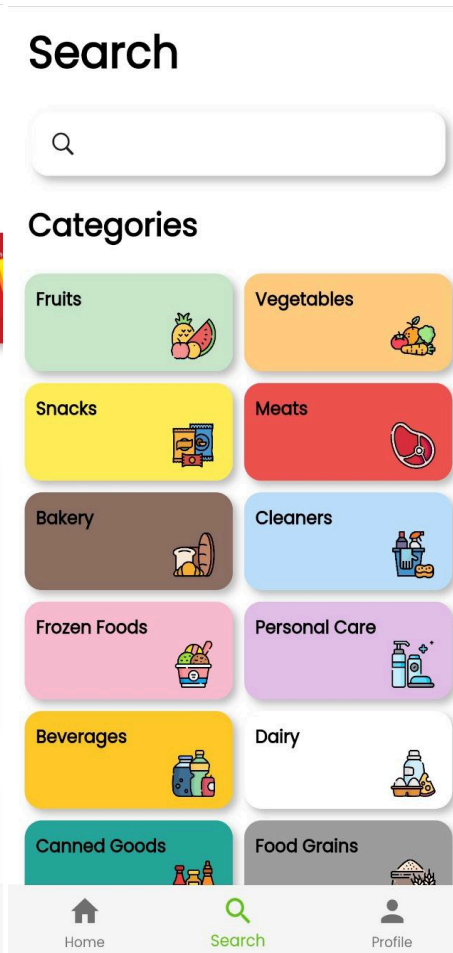 Search
Categories
Fruits
Vegetables
Snacks
Meats
Bakery
Cleaners
Frozen Foods
Personal Care
Beverages
Dairy
Canned Goods
Food Grains
Home
Search
Profile